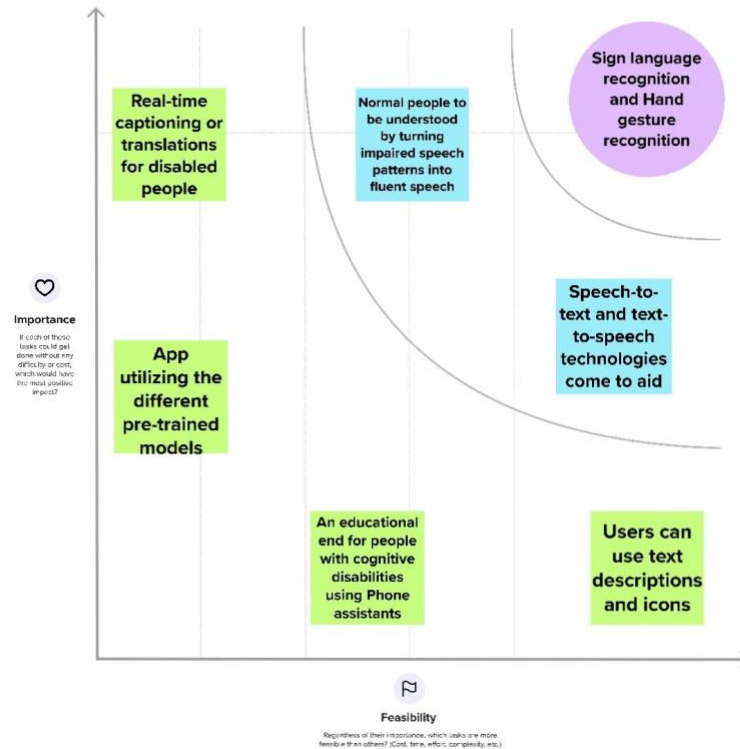 Real-time
captioning or
translations
for disabled
people
Normal people to
be understood
by turning
impaired speech
patterns into
fluent speech
Sign language
recognition
and Hand
gesture
recognition
Importance
If each of these
tasks could get
done without any
difficulty or cost,
which would have
the most positive
impact?
App
utilizing the
different
pre-trained
models
Speech-to-
text and text-
to-speech
technologies
come to aid
An educational
end for people
with cognitive
disabilities
using Phone
assistants
Users can
use text
descriptions
and icons
Feasibility
Regardless of their importance, which tasks are more
feasible than others? (Cost, time, effort, complexity, etc.)